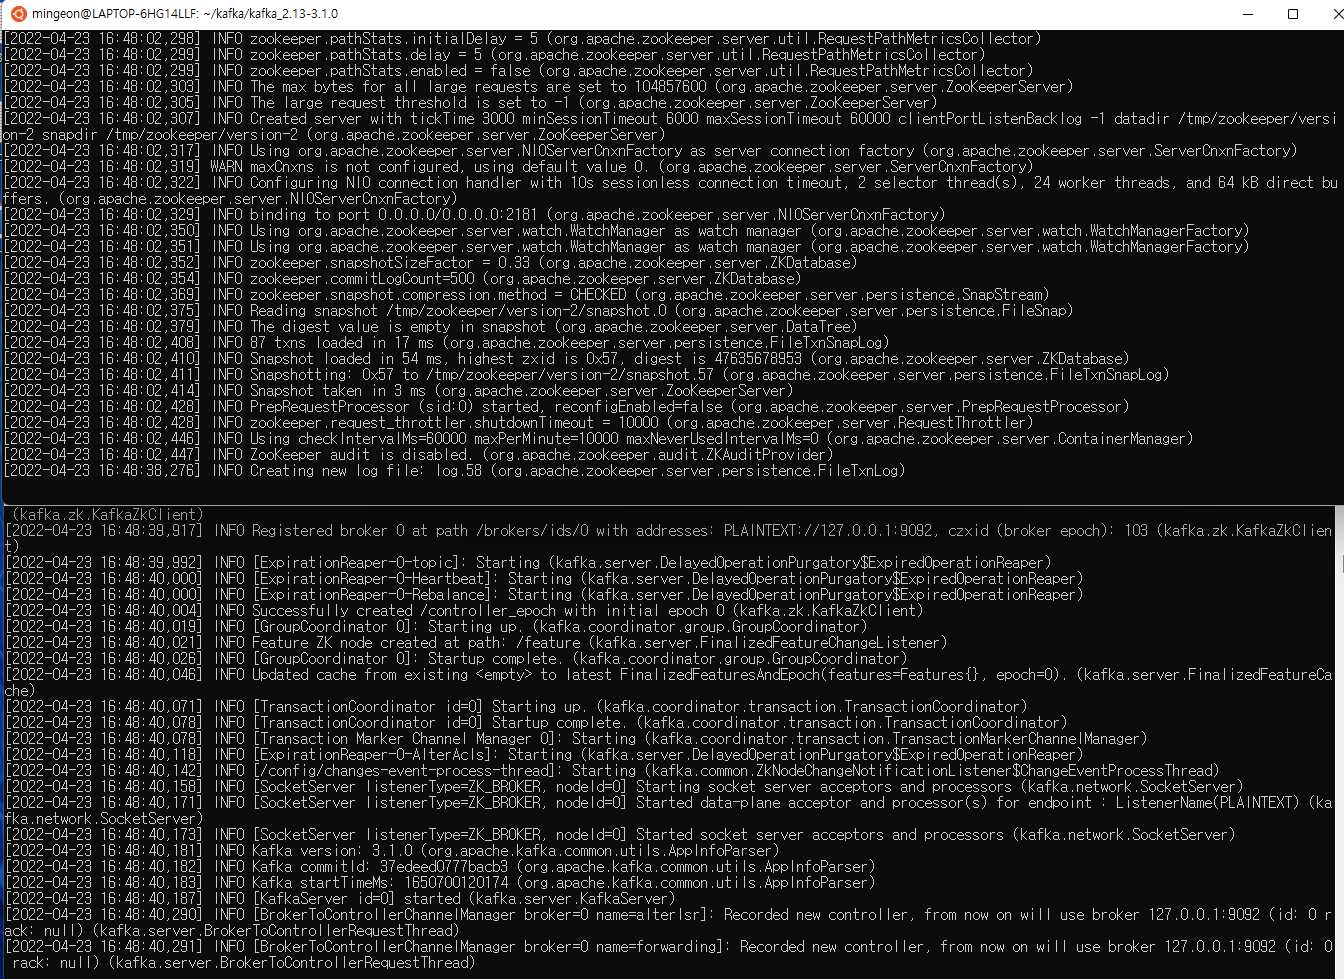 mingeon@LAPTOP-6HG14LLF: ~/kafka/kafka_2.13-3.1.0
[2022-04-23 16:48:02,298] INFO zookeeper.pathStats.initialDelay = 5 (org.apache.zookeeper.server.util.RequestPathMetricsCollector)
[2022-04-23 16:48:02,299] INFO zookeeper.pathStats.delay = 5 (org.apache.zookeeper.server.util.RequestPathMetricsCollector)
[2022-04-23 16:48:02,299] INFO zookeeper.pathStats.enabled = false (org.apache.zookeeper.server.util.RequestPathMetricsCollector)
[2022-04-23 16:48:02,303] INFO The max bytes for all large requests are set to 104857600 (org.apache.zookeeper.server.ZooKeeperServer)
[2022-04-23 16:48:02,305] INFO The large request threshold is set to -1 (org.apache.zookeeper.server.ZooKeeperServer)
[2022-04-23 16:48:02,307] INFO Created server with tickTime 3000 minSessionTimeout 6000 maxSessionTimeout 60000 clientPortListenBacklog -1 datadir /tmp/zookeeper/versi
on-2 snapdir /tmp/zookeeper/version-2 (org.apache.zookeeper.server.ZooKeeperServer)
[2022-04-23 16:48:02,317] INFO Using org.apache.zookeeper.server.NIOServerCnxnFactory as server connection factory (org.apache.zookeeper.server.ServerCnxnFactory)
[2022-04-23 16:48:02,319] WARN maxCnxns is not configured, using default value 0. (org.apache.zookeeper.server.ServerCnxnFactory)
[2022-04-23 16:48:02,322] INFO Configuring NIO connection handler with 10s sessionless connection timeout, 2 selector thread(s), 24 worker threads, and 64 kB direct bu
ffers. (org.apache.zookeeper.server.NIOServerCnxnFactory)
[2022-04-23 16:48:02,329] INFO binding to port 0.0.0.0/0.0.0.0:2181 (org.apache.zookeeper.server.NIOServerCnxnFactory)
[2022-04-23 16:48:02,350] INFO Using org.apache.zookeeper.server.watch.WatchManager as watch manager (org.apache.zookeeper.server.watch.WatchManagerFactory)
[2022-04-23 16:48:02,351] INFO Using org.apache.zookeeper.server.watch.WatchManager as watch manager (org.apache.zookeeper.server.watch.WatchManagerFactory)
[2022-04-23 16:48:02,352] INFO zookeeper.snapshotSizeFactor = 0.33 (org.apache.zookeeper.server.ZKDatabase)
[2022-04-23 16:48:02,354] INFO zookeeper.commitLogCount=500 (org.apache.zookeeper.server.ZKDatabase)
[2022-04-23 16:48:02,369] INFO zookeeper.snapshot.compression.method = CHECKED (org.apache.zookeeper.server.persistence.SnapStream)
[2022-04-23 16:48:02,375] INFO Reading snapshot /tmp/zookeeper/version-2/snapshot.0 (org.apache.zookeeper.server.persistence.FileSnap)
[2022-04-23 16:48:02,379] INFO The digest value is empty in snapshot (org.apache.zookeeper.server.DataTree)
[2022-04-23 16:48:02,408] INFO 87 txns loaded in 17 ms (org.apache.zookeeper.server.persistence.FileTxnSnapLog)
[2022-04-23 16:48:02,410] INFO Snapshot loaded in 54 ms, highest zxid is 0x57, digest is 47635678953 (org.apache.zookeeper.server.ZKDatabase)
[2022-04-23 16:48:02,411] INFO Snapshotting: 0x57 to /tmp/zookeeper/version-2/snapshot.57 (org.apache.zookeeper.server.persistence.FileTxnSnapLog)
[2022-04-23 16:48:02,414] INFO Snapshot taken in 3 ms (org.apache.zookeeper.server.ZooKeeperServer)
[2022-04-23 16:48:02,428] INFO PrepRequestProcessor (sid:0) started, reconfigEnabled=false (org.apache.zookeeper.server.PrepRequestProcessor)
[2022-04-23 16:48:02,428] INFO zookeeper.request_throttler.shutdownTimeout = 10000 (org.apache.zookeeper.server.RequestThrottler)
[2022-04-23 16:48:02,446] INFO Using checkIntervalMs=60000 maxPerMinute=10000 maxNeverUsedIntervalMs=0 (org.apache.zookeeper.server.ContainerManager)
[2022-04-23 16:48:02,447] INFO ZooKeeper audit is disabled. (org.apache.zookeeper.audit.ZKAuditProvider)
[2022-04-23 16:48:38,276] INFO Creating new log file: log.58 (org.apache.zookeeper.server.persistence.FileTxnLog)
 (kafka.zk.KafkaZkClient)
[2022-04-23 16:48:39,917] INFO Registered broker 0 at path /brokers/ids/0 with addresses: PLAINTEXT://127.0.0.1:9092, czxid (broker epoch): 103 (kafka.zk.KafkaZkClien
t)
[2022-04-23 16:48:39,992] INFO [ExpirationReaper-0-topic]: Starting (kafka.server.DelayedOperationPurgatory$ExpiredOperationReaper)
[2022-04-23 16:48:40,000] INFO [ExpirationReaper-0-Heartbeat]: Starting (kafka.server.DelayedOperationPurgatory$ExpiredOperationReaper)
[2022-04-23 16:48:40,000] INFO [ExpirationReaper-0-Rebalance]: Starting (kafka.server.DelayedOperationPurgatory$ExpiredOperationReaper)
[2022-04-23 16:48:40,004] INFO Successfully created /controller_epoch with initial epoch 0 (kafka.zk.KafkaZkClient)
[2022-04-23 16:48:40,019] INFO [GroupCoordinator 0]: Starting up. (kafka.coordinator.group.GroupCoordinator)
[2022-04-23 16:48:40,021] INFO Feature ZK node created at path: /feature (kafka.server.FinalizedFeatureChangeListener)
[2022-04-23 16:48:40,026] INFO [GroupCoordinator 0]: Startup complete. (kafka.coordinator.group.GroupCoordinator)
[2022-04-23 16:48:40,046] INFO Updated cache from existing <empty> to latest FinalizedFeaturesAndEpoch(features=Features{}, epoch=0). (kafka.server.FinalizedFeatureCa
che)
[2022-04-23 16:48:40,071] INFO [TransactionCoordinator id=0] Starting up. (kafka.coordinator.transaction.TransactionCoordinator)
[2022-04-23 16:48:40,078] INFO [TransactionCoordinator id=0] Startup complete. (kafka.coordinator.transaction.TransactionCoordinator)
[2022-04-23 16:48:40,078] INFO [Transaction Marker Channel Manager 0]: Starting (kafka.coordinator.transaction.TransactionMarkerChannelManager)
[2022-04-23 16:48:40,118] INFO [ExpirationReaper-0-AlterAcls]: Starting (kafka.server.DelayedOperationPurgatory$ExpiredOperationReaper)
[2022-04-23 16:48:40,142] INFO [/config/changes-event-process-thread]: Starting (kafka.common.ZkNodeChangeNotificationListener$ChangeEventProcessThread)
[2022-04-23 16:48:40,158] INFO [SocketServer listenerType=ZK_BROKER, nodeId=0] Starting socket server acceptors and processors (kafka.network.SocketServer)
[2022-04-23 16:48:40,171] INFO [SocketServer listenerType=ZK_BROKER, nodeId=0] Started data-plane acceptor and processor(s) for endpoint : ListenerName(PLAINTEXT) (ka
fka.network.SocketServer)
[2022-04-23 16:48:40,173] INFO [SocketServer listenerType=ZK_BROKER, nodeId=0] Started socket server acceptors and processors (kafka.network.SocketServer)
[2022-04-23 16:48:40,181] INFO Kafka version: 3.1.0 (org.apache.kafka.common.utils.AppInfoParser)
[2022-04-23 16:48:40,182] INFO Kafka commitId: 37edeed0777bacb3 (org.apache.kafka.common.utils.AppInfoParser)
[2022-04-23 16:48:40,183] INFO Kafka startTimeMs: 1650700120174 (org.apache.kafka.common.utils.AppInfoParser)
[2022-04-23 16:48:40,187] INFO [KafkaServer id=0] started (kafka.server.KafkaServer)
[2022-04-23 16:48:40,290] INFO [BrokerToControllerChannelManager broker=0 name=alterIsr]: Recorded new controller, from now on will use broker 127.0.0.1:9092 (id: 0 r
ack: null) (kafka.server.BrokerToControllerRequestThread)
[2022-04-23 16:48:40,291] INFO [BrokerToControllerChannelManager broker=0 name=forwarding]: Recorded new controller, from now on will use broker 127.0.0.1:9092 (id: 0
 rack: null) (kafka.server.BrokerToControllerRequestThread)